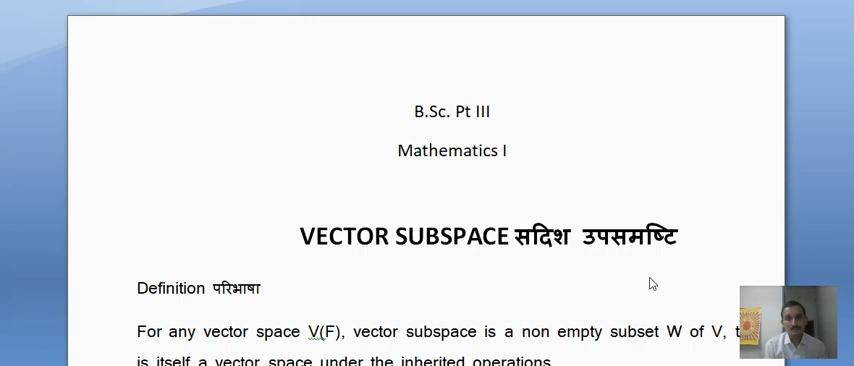 B.Sc. Pt III
Mathematics I
VECTOR SUBSPACE सदिश उपसमष्टि
Definition परिभाषा
For any vector space V(F), vector subspace is a non empty subset W of V,
is itself a vector space under the inherited operations.